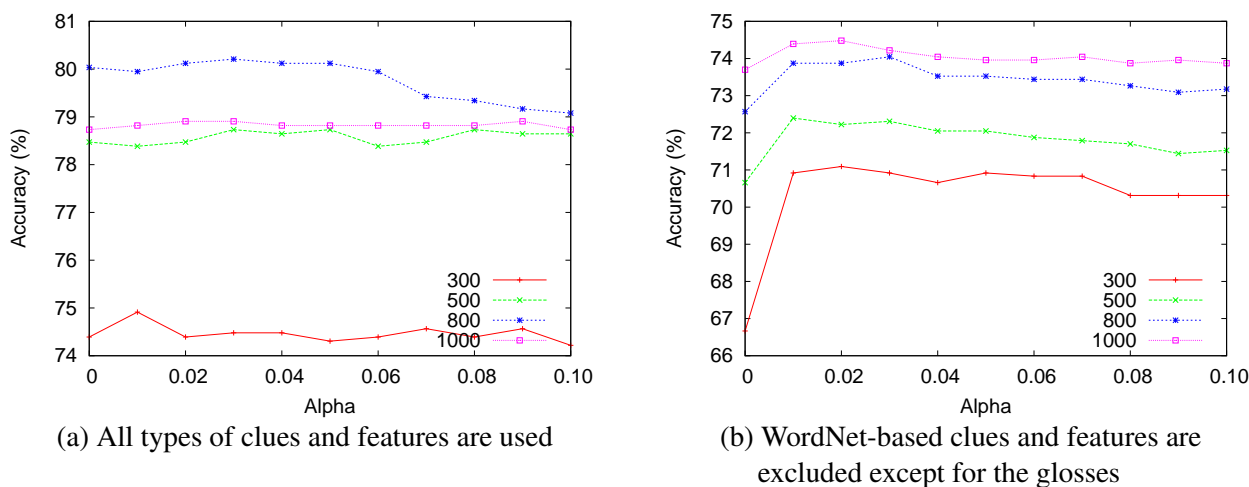 81
80
79
78
77
76
75
74
Accuracy (%)
0 0.02 0.04 0.06 0.08 0.10
Alpha
300
500
800
1000
(a) All types of clues and features are used
75
74
73
72
71
70
69
68
67
66
Accuracy (%)
0 0.02 0.04 0.06 0.08 0.10
Alpha
300
500
800
1000
(b) WordNet-based clues and features are
excluded except for the glosses